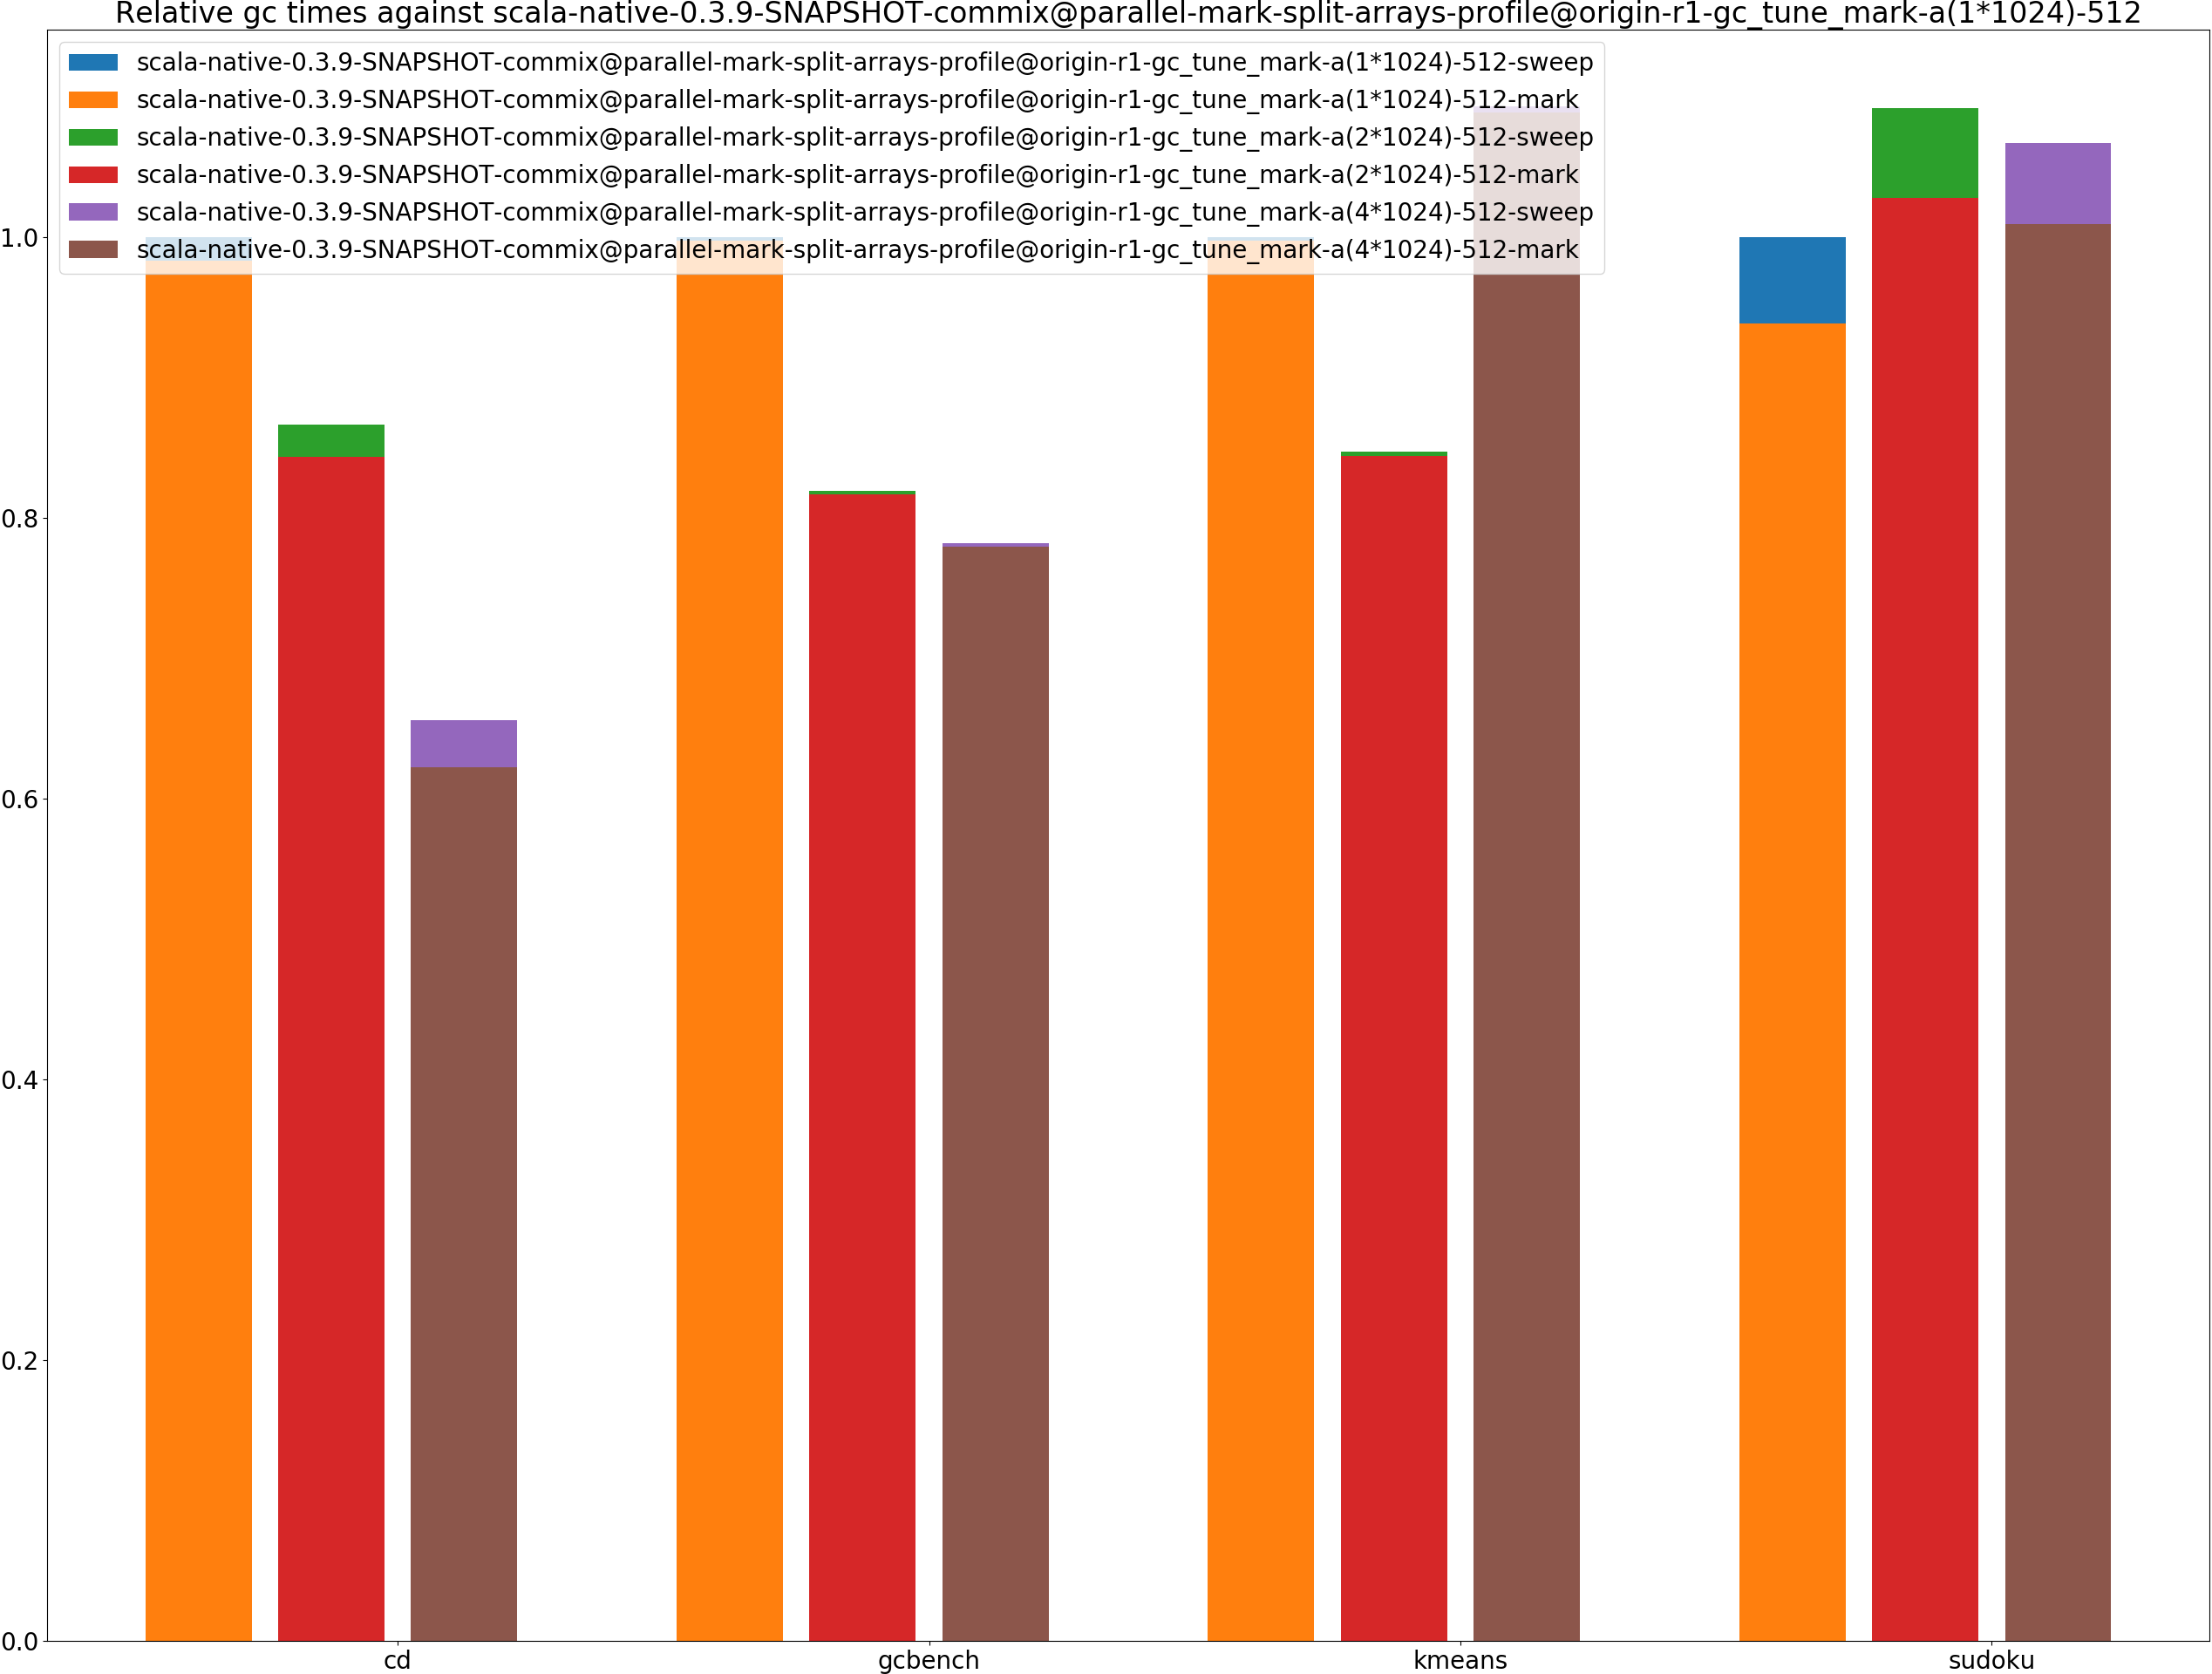 Relative gc times against scala-native-0.3.9-SNAPSHOT-commix@parallel-mark-split-arrays-profile@origin-r1-gc_tune_mark-a(1*1024)-512
scala-native-0.3.9-SNAPSHOT-commix@parallel-mark-split-arrays-profile@origin-r1-gc_tune_mark-a(1*1024)-512-sweep
scala-native-0.3.9-SNAPSHOT-commix@parallel-mark-split-arrays-profile@origin-r1-gc_tune_mark-a(1*1024)-512-mark
scala-native-0.3.9-SNAPSHOT-commix@parallel-mark-split-arrays-profile@origin-r1-gc_tune_mark-a(2*1024)-512-sweep
scala-native-0.3.9-SNAPSHOT-commix@parallel-mark-split-arrays-profile@origin-r1-gc_tune_mark-a(2*1024)-512-mark
scala-native-0.3.9-SNAPSHOT-commix@parallel-mark-split-arrays-profile@origin-r1-gc_tune_mark-a(4*1024)-512-sweep
scala-native-0.3.9-SNAPSHOT-commix@parallel-mark-split-arrays-profile@origin-r1-gc_tune_mark-a(4*1024)-512-mark
1.0
0.8
0.6
0.4
0.2
0.0
cd gcbench kmeans sudoku